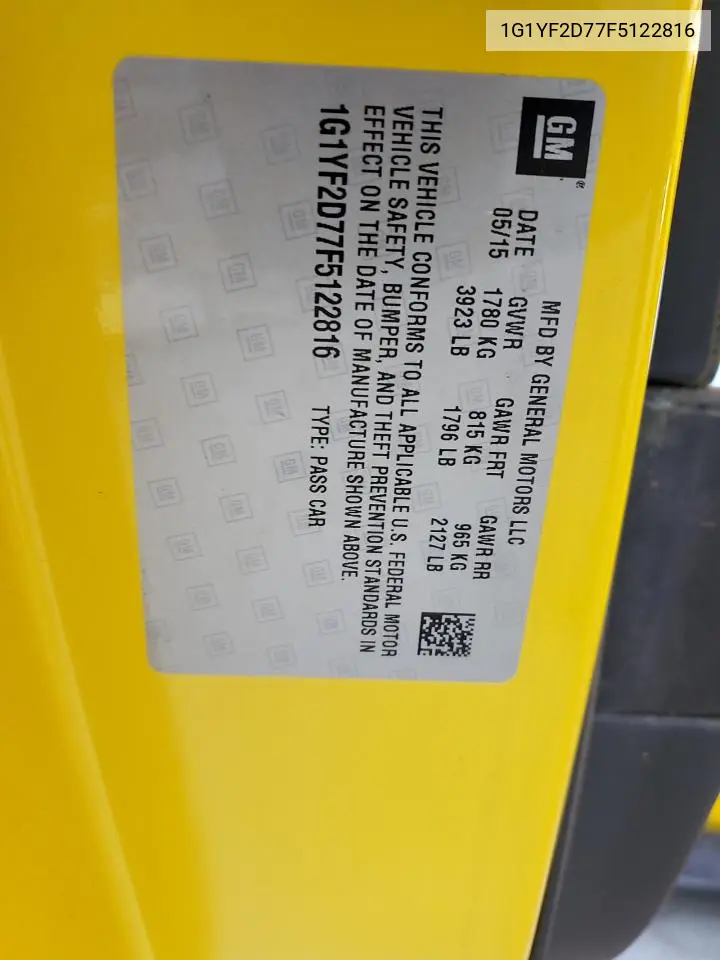 1G1YF2D77F5122816
GM
MFD BY GENERAL MOTORS LLC
DATE GVWR GAWR FRT GAWR RR
05/15 1780 KG 815 KG 965 KG
3923 LB 1796 LB 2127 LB
THIS VEHICLE CONFORMS TO ALL APPLICABLE U.S. FEDERAL MOTOR
VEHICLE SAFETY, BUMPER, AND THEFT PREVENTION STANDARDS IN
EFFECT ON THE DATE OF MANUFACTURE SHOWN ABOVE.
1G1YF2D77F5122816 TYPE: PASS CAR